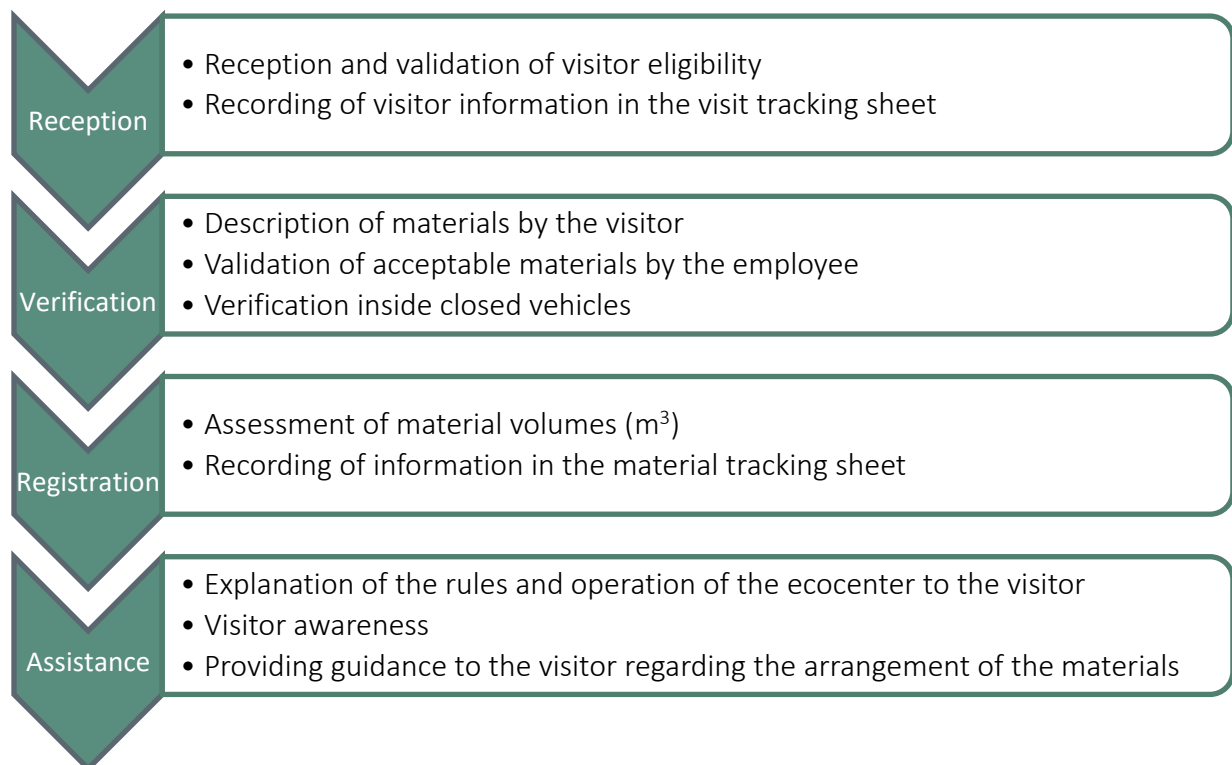 Reception
• Reception and validation of visitor eligibility
• Recording of visitor information in the visit tracking sheet
Verification
• Description of materials by the visitor
• Validation of acceptable materials by the employee
• Verification inside closed vehicles
Registration
• Assessment of material volumes (m³)
• Recording of information in the material tracking sheet
Assistance
• Explanation of the rules and operation of the ecocenter to the visitor
• Visitor awareness
• Providing guidance to the visitor regarding the arrangement of the materials